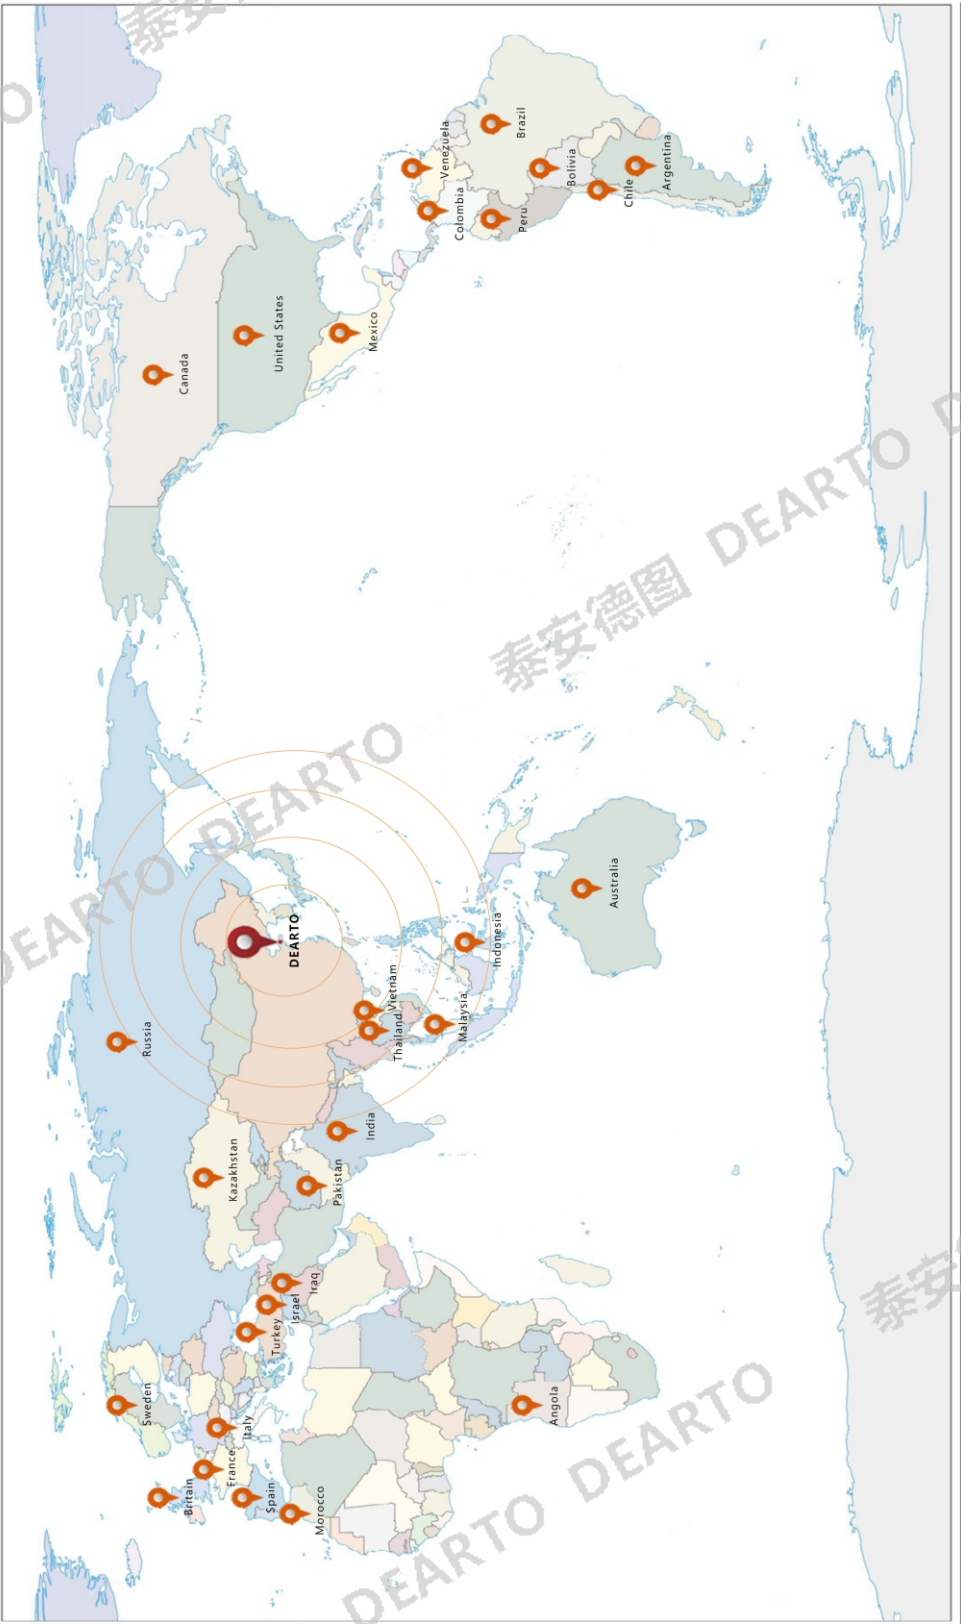 Sweden
Britain
France
Italy
Spain
Morocco
Turkey
Israel
Iraq
Angola
Russia
Kazakhstan
Pakistan
India
Thailand
Vietnam
Malaysia
Indonesia
DEARTO
Australia
Canada
United States
Mexico
Venezuela
Colombia
Brazil
Peru
Bolivia
Chile
Argentina
DEARTO
DEARTO DEARTO
泰安德图 DEARTO
DEARTO DEARTO